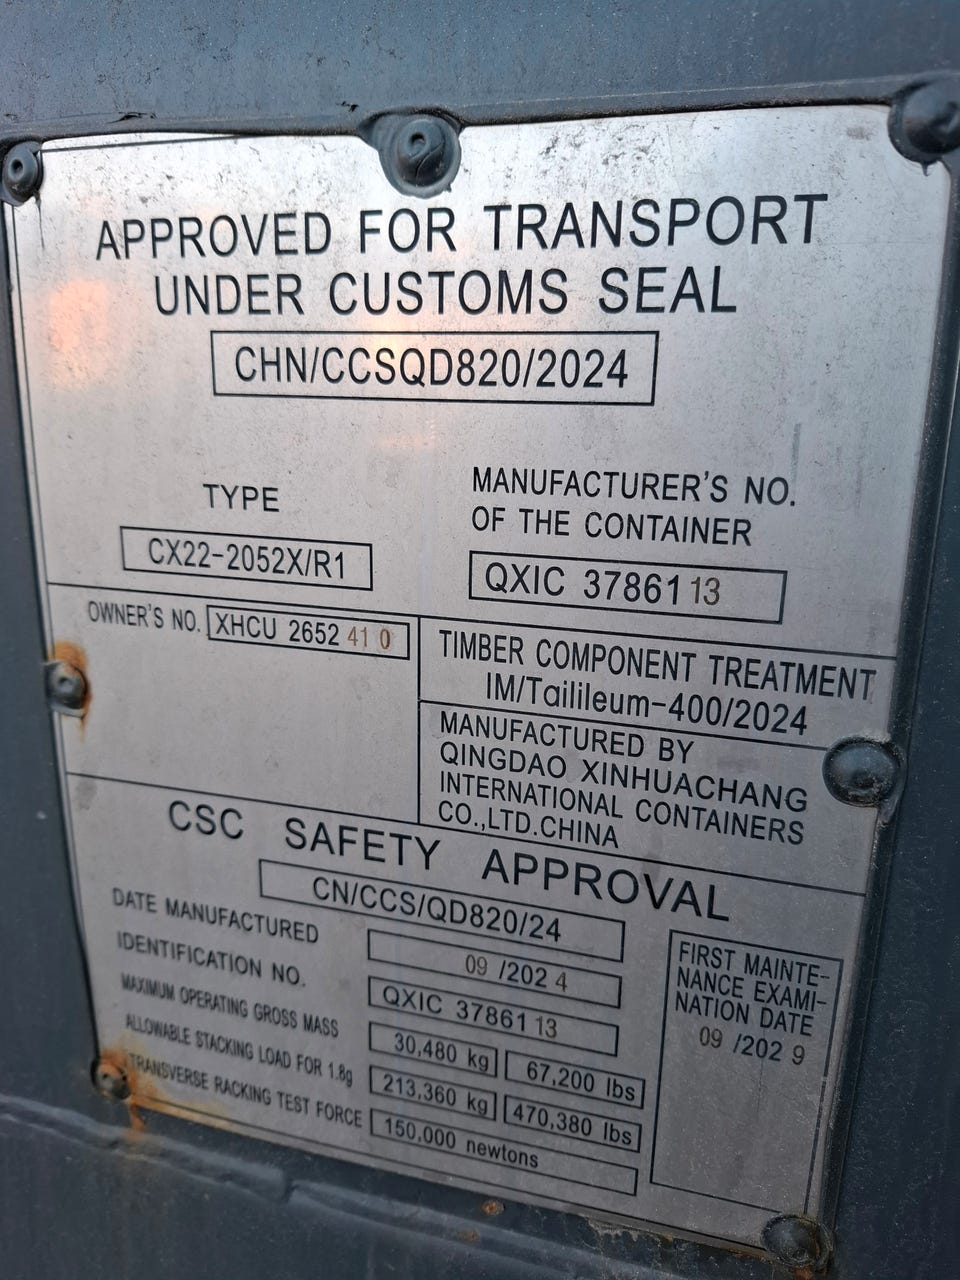 APPROVED FOR TRANSPORT
UNDER CUSTOMS SEAL
CHN/CCSQD820/2024
TYPE
CX22-2052X/R1
MANUFACTURER'S NO.
OF THE CONTAINER
QXIC 3786113
OWNER'S NO. XHCU 2652410
TIMBER COMPONENT TREATMENT
IM/Tailileum-400/2024
MANUFACTURED BY
QINGDAO XINHUACHANG
INTERNATIONAL CONTAINERS
CO.,LTD.CHINA
CSC SAFETY APPROVAL
CN/CCS/QD820/24
DATE MANUFACTURED 09/2024
IDENTIFICATION NO. QXIC 3786113
MAXIMUM OPERATING GROSS MASS 30,480 kg 67,200 lbs
ALLOWABLE STACKING LOAD FOR 1.8g 213,360 kg 470,380 lbs
TRANSVERSE RACKING TEST FORCE 150,000 newtons
FIRST MAINTE-
NANCE EXAMI-
NATION DATE
09/2029